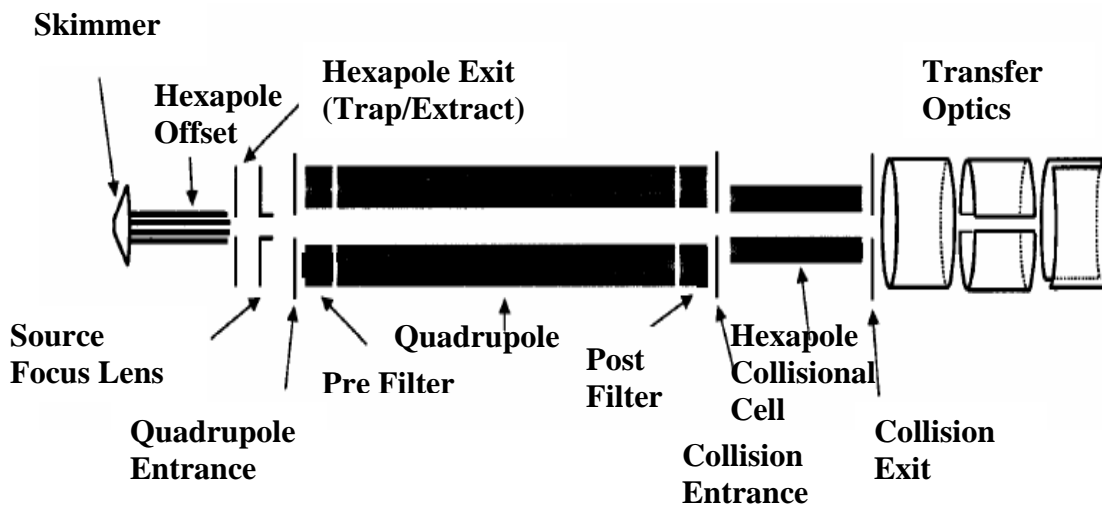 Skimmer
Hexapole
Offset
Hexapole Exit
(Trap/Extract)
Transfer
Optics
Source
Focus Lens
Quadrupole
Entrance
Pre Filter
Quadrupole
Post
Filter
Hexapole
Collisional
Cell
Collision
Entrance
Collision
Exit